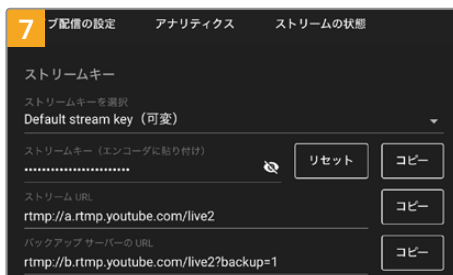 7
イブ配信の設定 アナリティクス ストリームの状態
ストリームキー
ストリームキーを選択
Default stream key（可変）
ストリームキー（エンコーダに貼り付け）
•••••••••••••••••••••••• リセット コピー
ストリーム URL
rtmp://a.rtmp.youtube.com/live2 コピー
バックアップ サーバーの URL
rtmp://b.rtmp.youtube.com/live2?backup=1 コピー